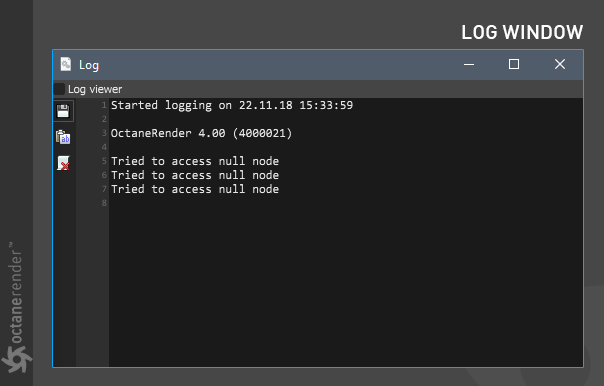 LOG WINDOW
Log
Log viewer
1 Started logging on 22.11.18 15:33:59
2
3 OctaneRender 4.00 (4000021)
4
5 Tried to access null node
6 Tried to access null node
7 Tried to access null node
8
ab
octanerender™